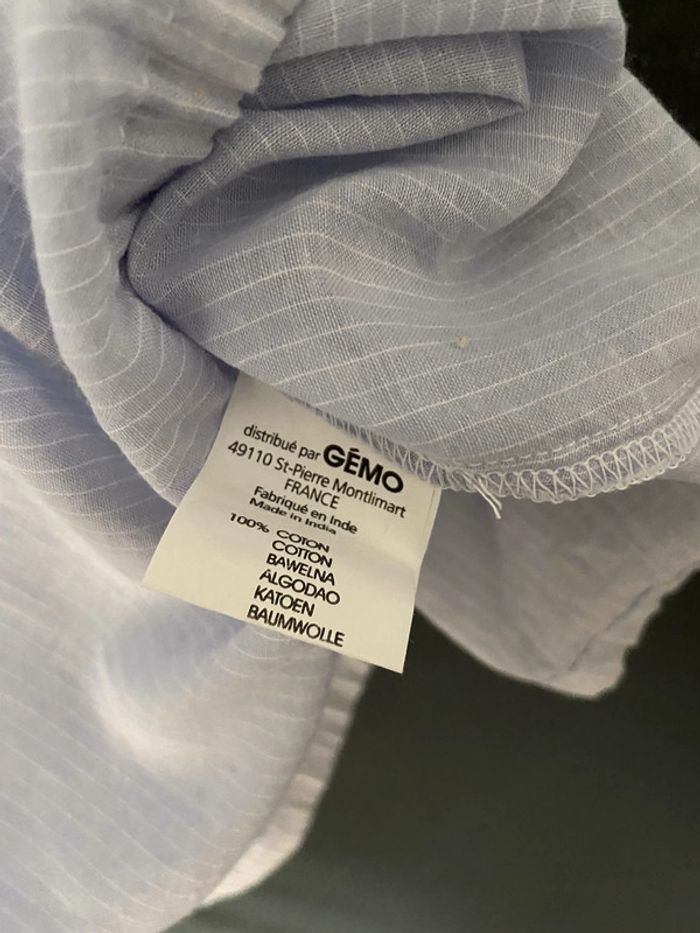 distribué par GÉMO
49110 St-Pierre Montlimart
FRANCE
Fabriqué en Inde
Made in India
100% COTON
COTTON
BAWELNA
ALGODAO
KATOEN
BAUMWOLLE